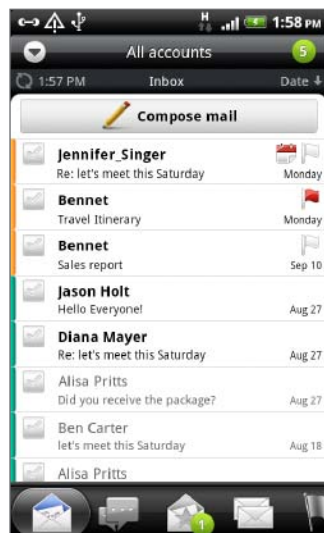 H
1:58 PM
All accounts
5
1:57 PM Inbox Date
Compose mail
Jennifer_Singer
Re: let's meet this Saturday Monday
Bennet
Travel Itinerary Monday
Bennet
Sales report Sep 10
Jason Holt
Hello Everyone! Aug 27
Diana Mayer
Re: let's meet this Saturday Aug 27
Alisa Pritts
Did you receive the package? Aug 27
Ben Carter
let's meet this Saturday Aug 18
Alisa Pritts
1